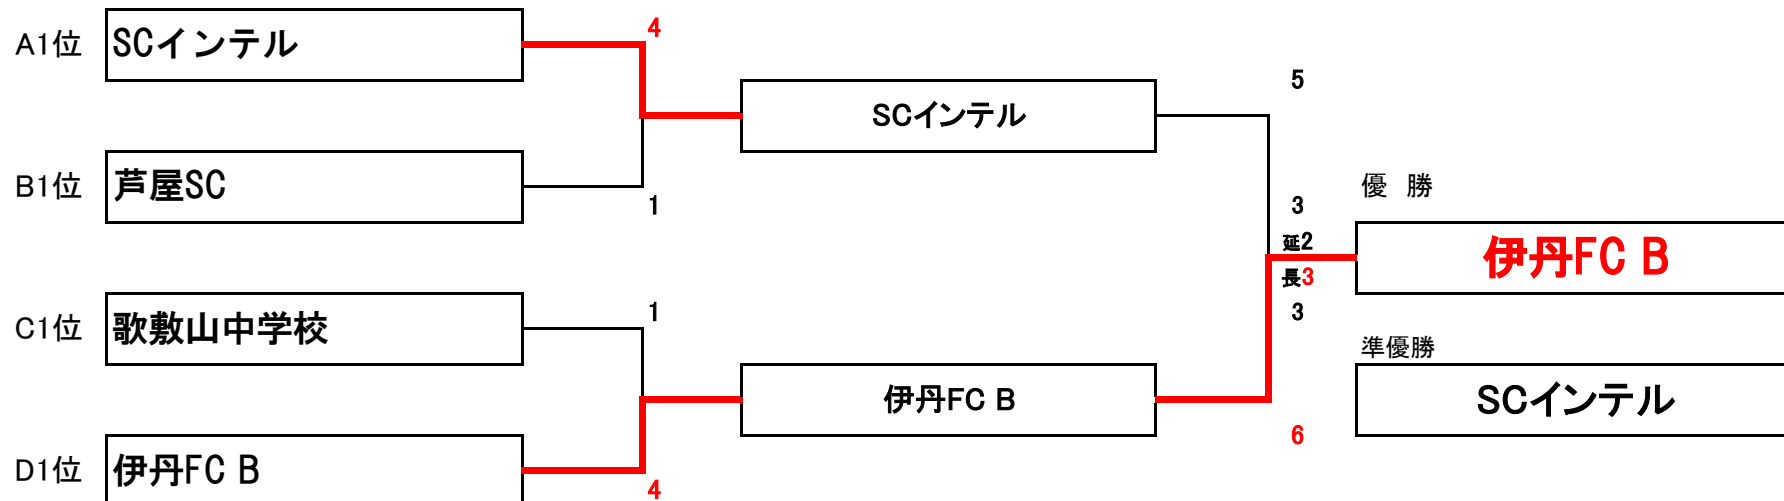 A1位 SCインテル 4
SCインテル 5
B1位 芦屋SC 1
優 勝
3
延2
伊丹FC B
長3
C1位 歌敷山中学校 1
3
準優勝
伊丹FC B
SCインテル
6
D1位 伊丹FC B 4